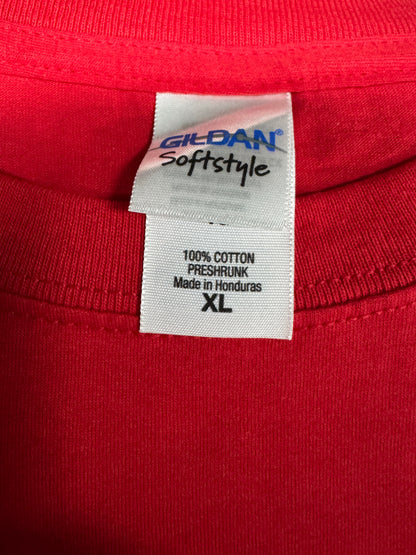 GILDAN®
Softstyle
100% COTTON
PRESHRUNK
Made in Honduras
XL